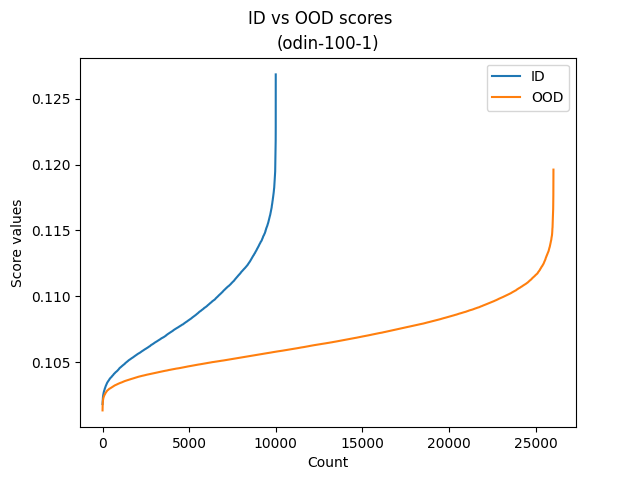 ID vs OOD scores
(odin-100-1)
ID
OOD
0.125
0.120
0.115
0.110
0.105
Score values
0
5000
10000
15000
20000
25000
Count